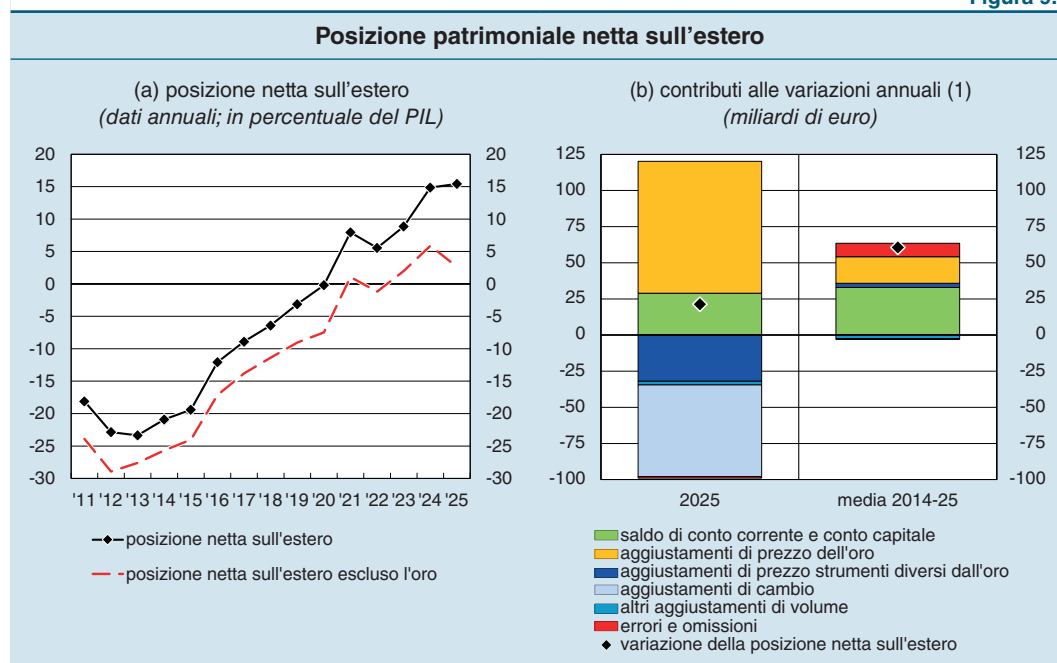 Posizione patrimoniale netta sull'estero
(a) posizione netta sull'estero
(dati annuali; in percentuale del PIL)
20 20
15 15
10 10
5 5
0 0
-5 -5
-10 -10
-15 -15
-20 -20
-25 -25
-30 -30
'11 '12 '13 '14 '15 '16 '17 '18 '19 '20 '21 '22 '23 '24 '25
posizione netta sull'estero
posizione netta sull'estero escluso l'oro
(b) contributi alle variazioni annuali (1)
(miliardi di euro)
125 125
100 100
75 75
50 50
25 25
0 0
-25 -25
-50 -50
-75 -75
-100 -100
2025 media 2014-25
saldo di conto corrente e conto capitale
aggiustamenti di prezzo dell'oro
aggiustamenti di prezzo strumenti diversi dall'oro
aggiustamenti di cambio
altri aggiustamenti di volume
errori e omissioni
variazione della posizione netta sull'estero